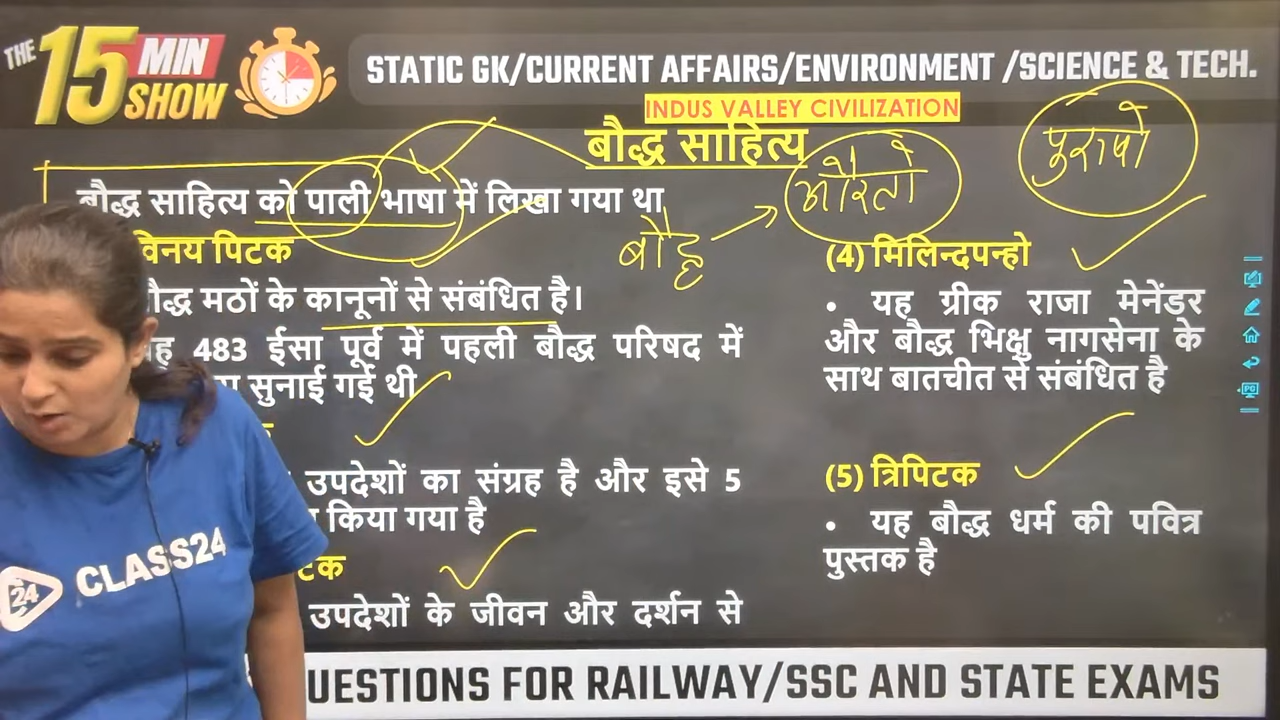 THE 15 MIN SHOW
STATIC GK/CURRENT AFFAIRS/ENVIRONMENT /SCIENCE & TECH.
INDUS VALLEY CIVILIZATION
बौद्ध साहित्य
पुरुषो
औरतो
बौद्ध साहित्य को पाली भाषा में लिखा गया था
विनय पिटक
बौद्ध मठों के कानूनों से संबंधित है।
483 ईसा पूर्व में पहली बौद्ध परिषद में
सुनाई गई थी
उपदेशों का संग्रह है और इसे 5
किया गया है
उपदेशों के जीवन और दर्शन से
(4) मिलिन्दपन्हो
• यह ग्रीक राजा मेनेंडर
और बौद्ध भिक्षु नागसेना के
साथ बातचीत से संबंधित है
(5) त्रिपिटक
• यह बौद्ध धर्म की पवित्र
पुस्तक है
CLASS24
24
FOR RAILWAY/SSC AND STATE EXAMS